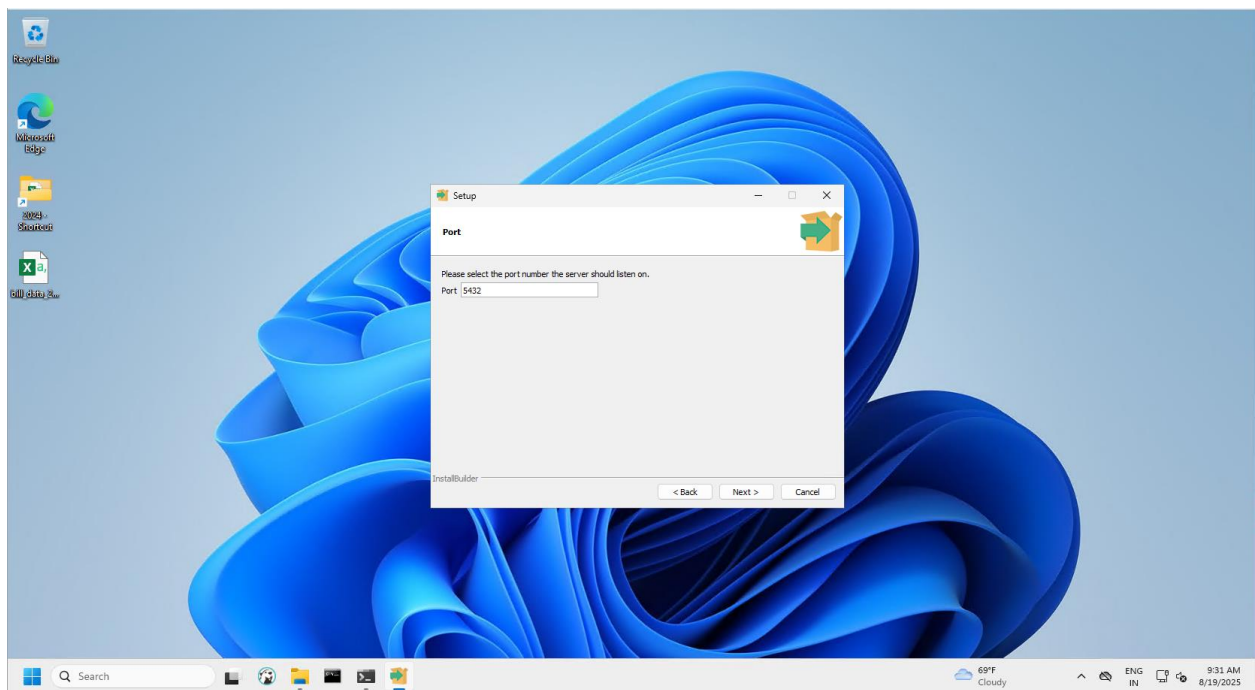 Recycle Bin
Microsoft
Edge
2024 -
Shortcut
X a,
bill_data_2...
Setup
Port
Please select the port number the server should listen on.
Port 5432
InstallBuilder
< Back Next > Cancel
Search
69°F
Cloudy
ENG
IN
9:31 AM
8/19/2025